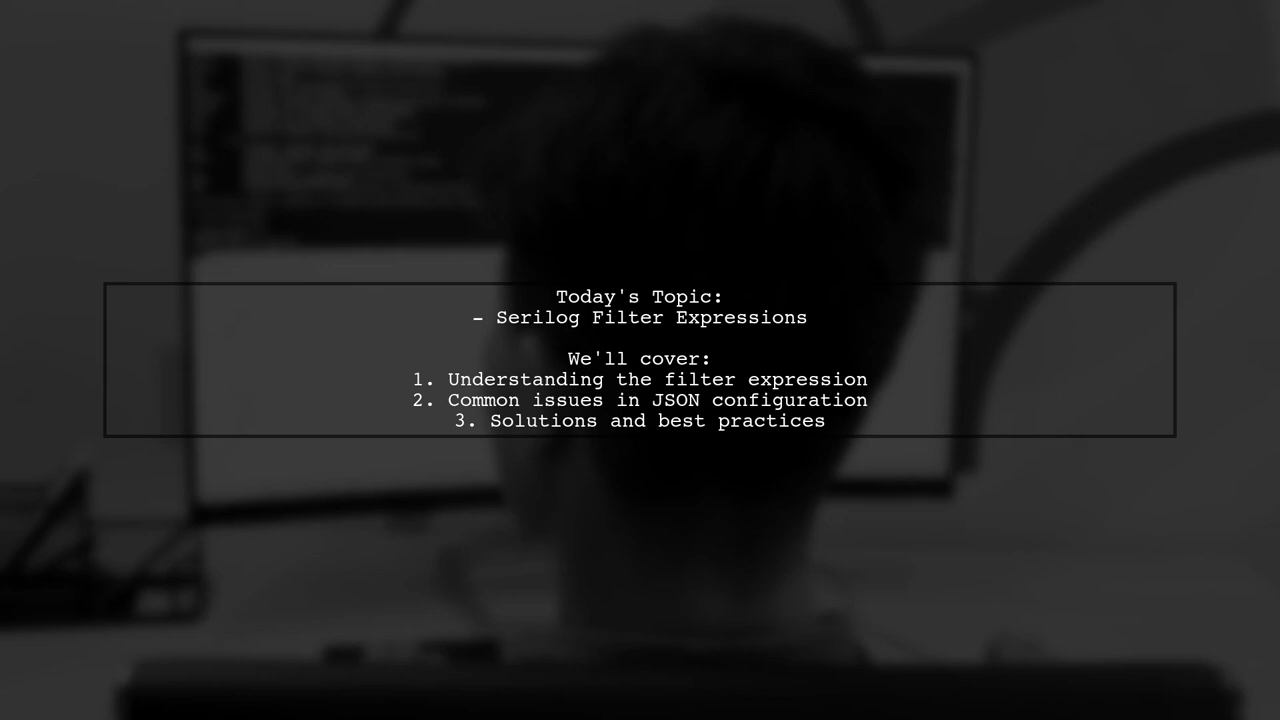 Today's Topic:
– Serilog Filter Expressions
We'll cover:
1. Understanding the filter expression
2. Common issues in JSON configuration
3. Solutions and best practices